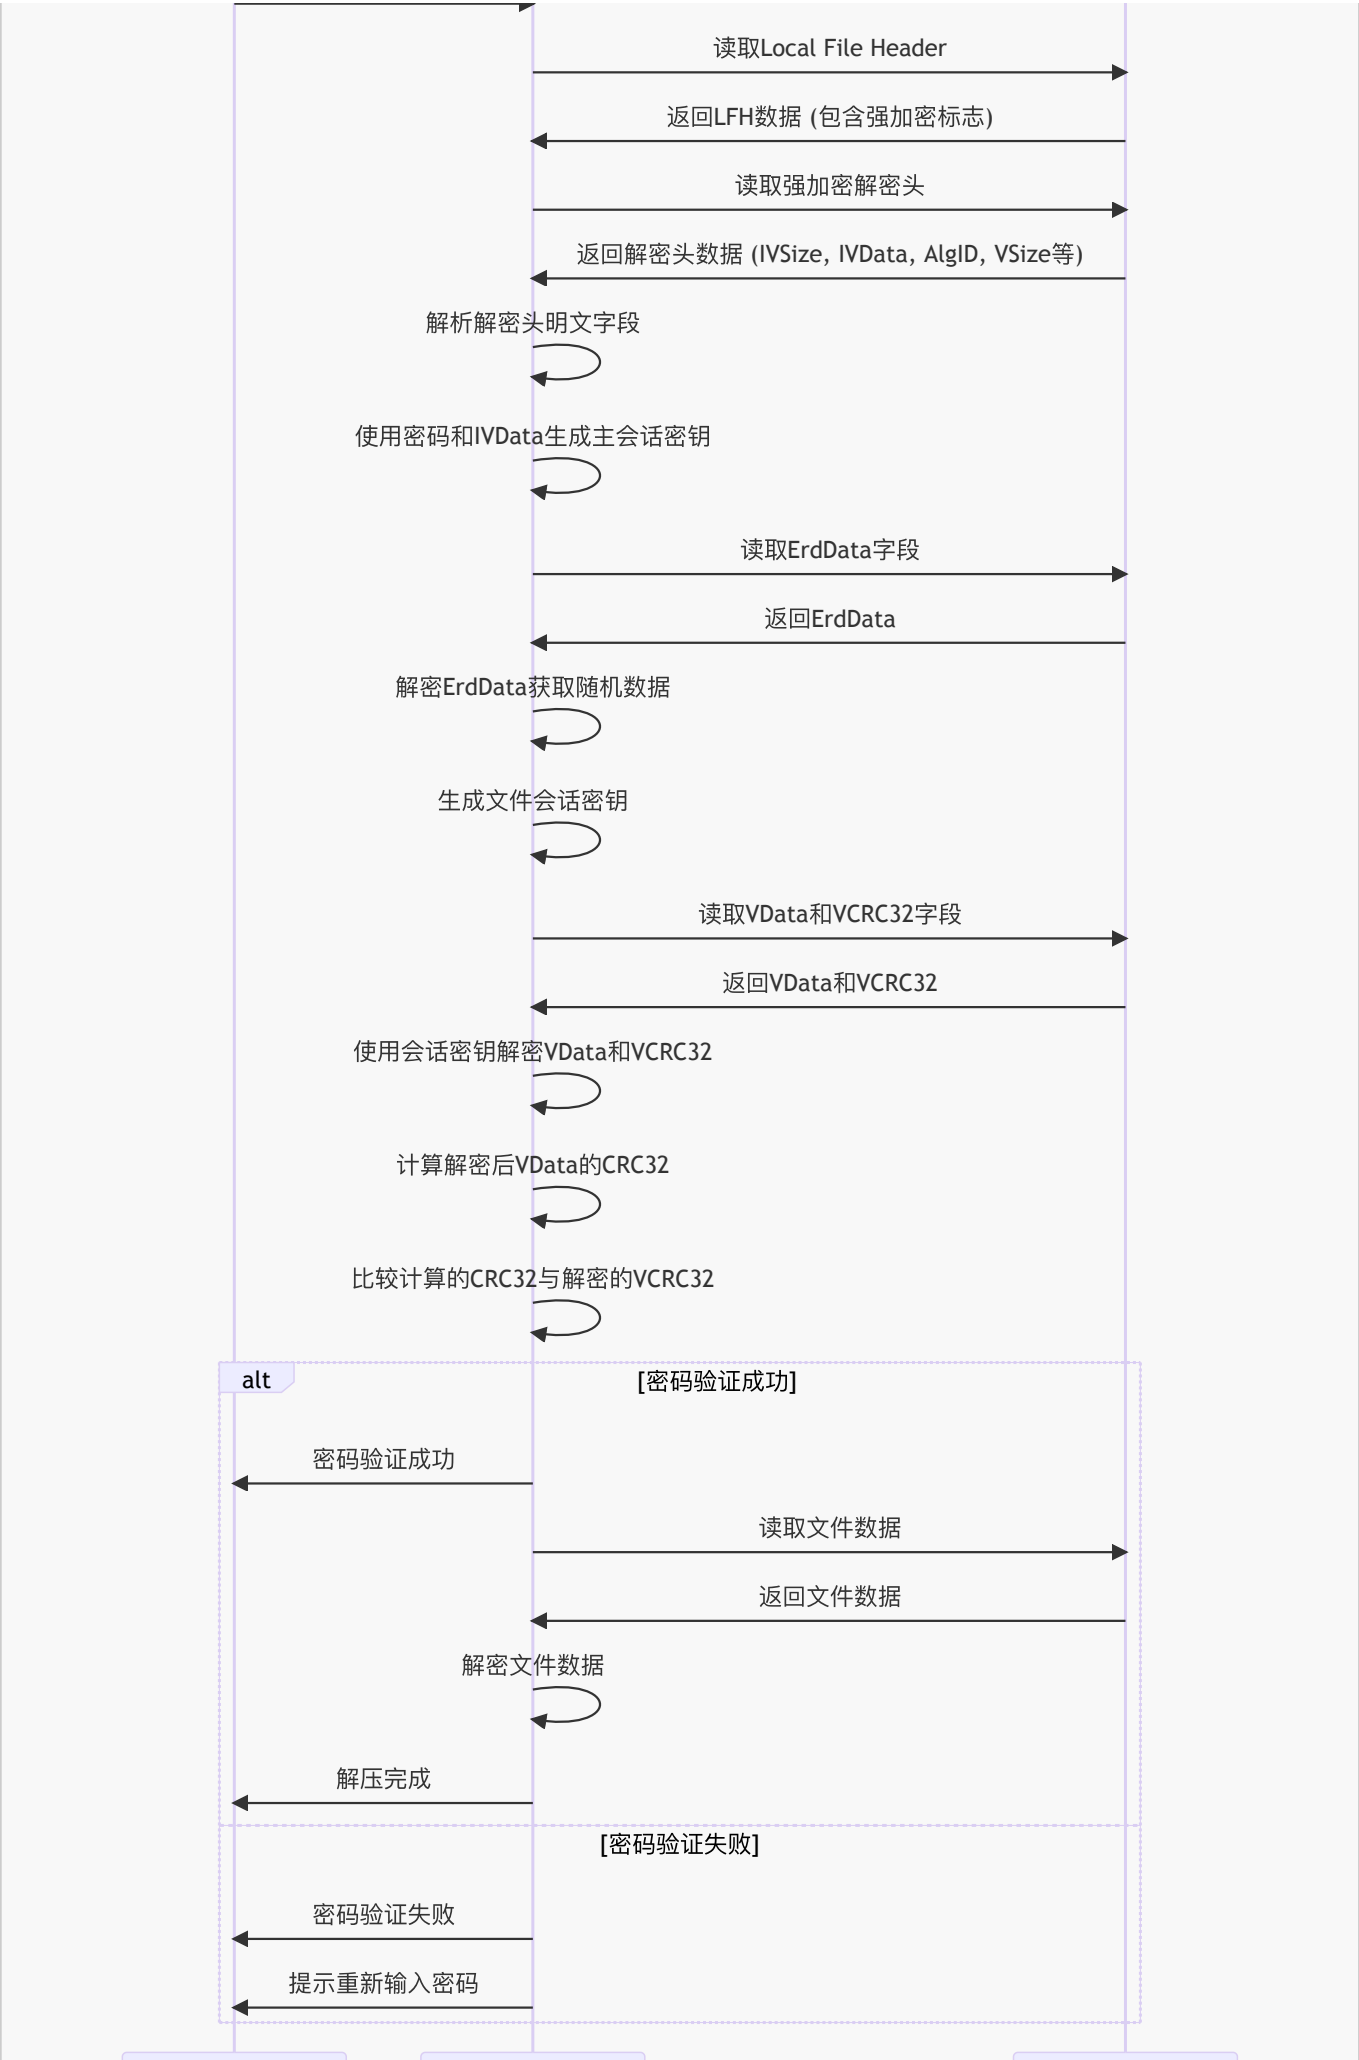 读取Local File Header
返回LFH数据 (包含强加密标志)
读取强加密解密头
返回解密头数据 (IVSize, IVData, AlgID, VSize等)
解析解密头明文字段
使用密码和IVData生成主会话密钥
读取ErdData字段
返回ErdData
解密ErdData获取随机数据
生成文件会话密钥
读取VData和VCRC32字段
返回VData和VCRC32
使用会话密钥解密VData和VCRC32
计算解密后VData的CRC32
比较计算的CRC32与解密的VCRC32
alt
[密码验证成功]
密码验证成功
读取文件数据
返回文件数据
解密文件数据
解压完成
[密码验证失败]
密码验证失败
提示重新输入密码